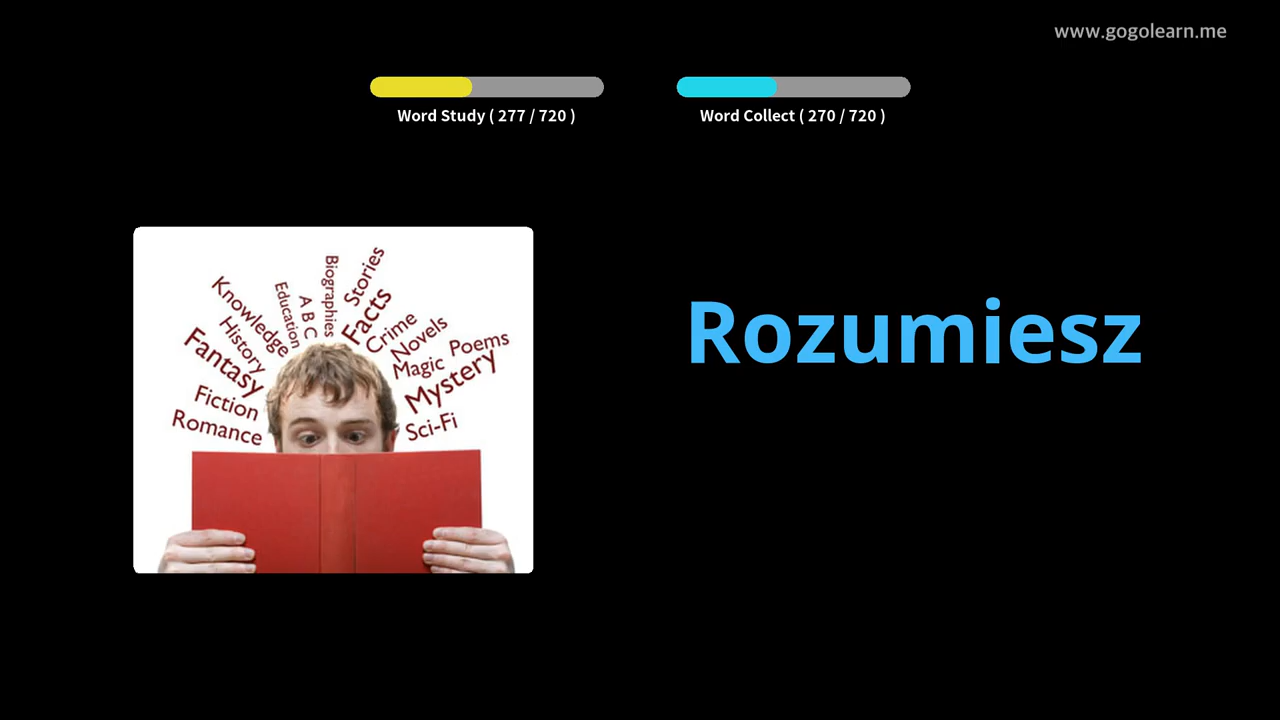 www.gogolearn.me
Word Study ( 277 / 720 )
Word Collect ( 270 / 720 )
Rozumiesz
Biographies
Stories
Education
A B C
Facts
Knowledge
Crime
History
Novels
Fantasy
Magic
Poems
Mystery
Fiction
Romance
Sci-Fi